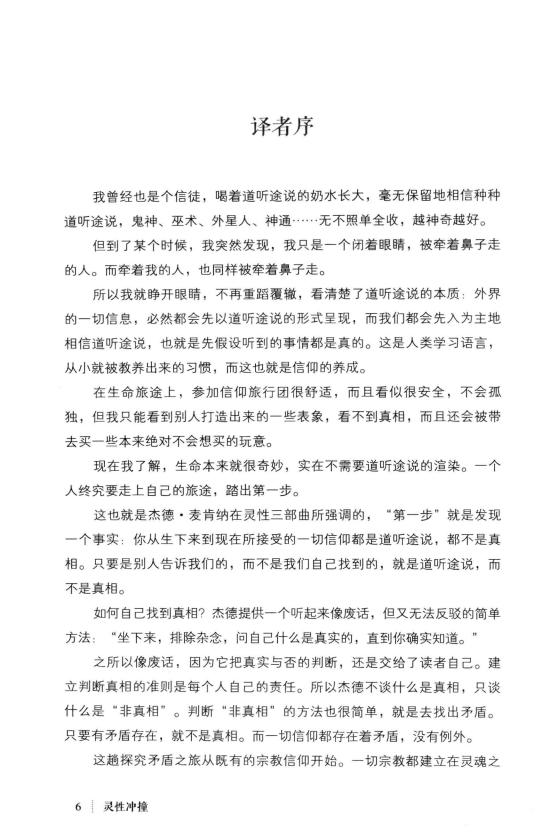 译者序
我曾经也是个信徒，喝着道听途说的奶水长大，毫无保留地相信种种
道听途说，鬼神、巫术、外星人、神通……无不照单全收，越神奇越好。
但到了某个时候，我突然发现，我只是一个闭着眼睛，被牵着鼻子走
的人。而牵着我的人，也同样被牵着鼻子走。
所以我就睁开眼睛，不再重蹈覆辙，看清楚了道听途说的本质：外界
的一切信息，必然都会先以道听途说的形式呈现，而我们都会先入为主地
相信道听途说，也就是先假设听到的事情都是真的。这是人类学习语言，
从小就被教养出来的习惯，而这也就是信仰的养成。
在生命旅途上，参加信仰旅行团很舒适，而且看似很安全，不会孤
独，但我只能看到别人打造出来的一些表象，看不到真相，而且还会被带
去买一些本来绝对不会想买的玩意。
现在我了解，生命本来就很奇妙，实在不需要道听途说的渲染。一个
人终究要走上自己的旅途，踏出第一步。
这也就是杰德·麦肯纳在灵性三部曲所强调的，“第一步”就是发现
一个事实：你从生下来到现在所接受的一切信仰都是道听途说，都不是真
相。只要是别人告诉我们的，而不是我们自己找到的，就是道听途说，而
不是真相。
如何自己找到真相？杰德提供一个听起来像废话，但又无法反驳的简单
方法：“坐下来，排除杂念，问自己什么是真实的，直到你确实知道。”
之所以像废话，因为它把真实与否的判断，还是交给了读者自己。建
立判断真相的准则是每个人自己的责任。所以杰德不谈什么是真相，只谈
什么是“非真相”。判断“非真相”的方法也很简单，就是去找出矛盾。
只要有矛盾存在，就不是真相。而一切信仰都存在着矛盾，没有例外。
这趟探究矛盾之旅从既有的宗教信仰开始。一切宗教都建立在灵魂之
6 灵性冲撞